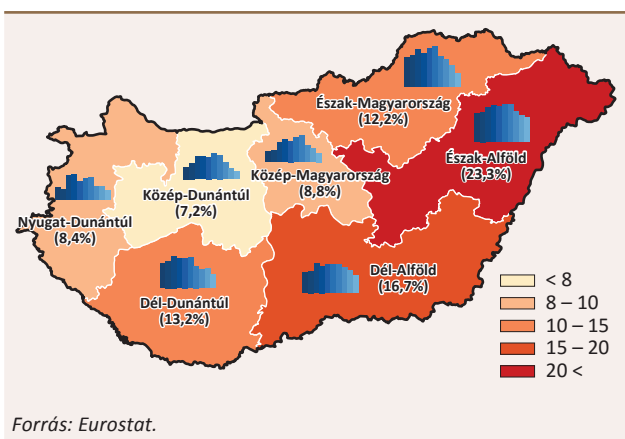 Észak-Magyarország
(12,2%)
Észak-Alföld
(23,3%)
Közép-Magyarország
(8,8%)
Közép-Dunántúl
(7,2%)
Nyugat-Dunántúl
(8,4%)
Dél-Alföld
(16,7%)
Dél-Dunántúl
(13,2%)
< 8
8 – 10
10 – 15
15 – 20
20 <
Forrás: Eurostat.